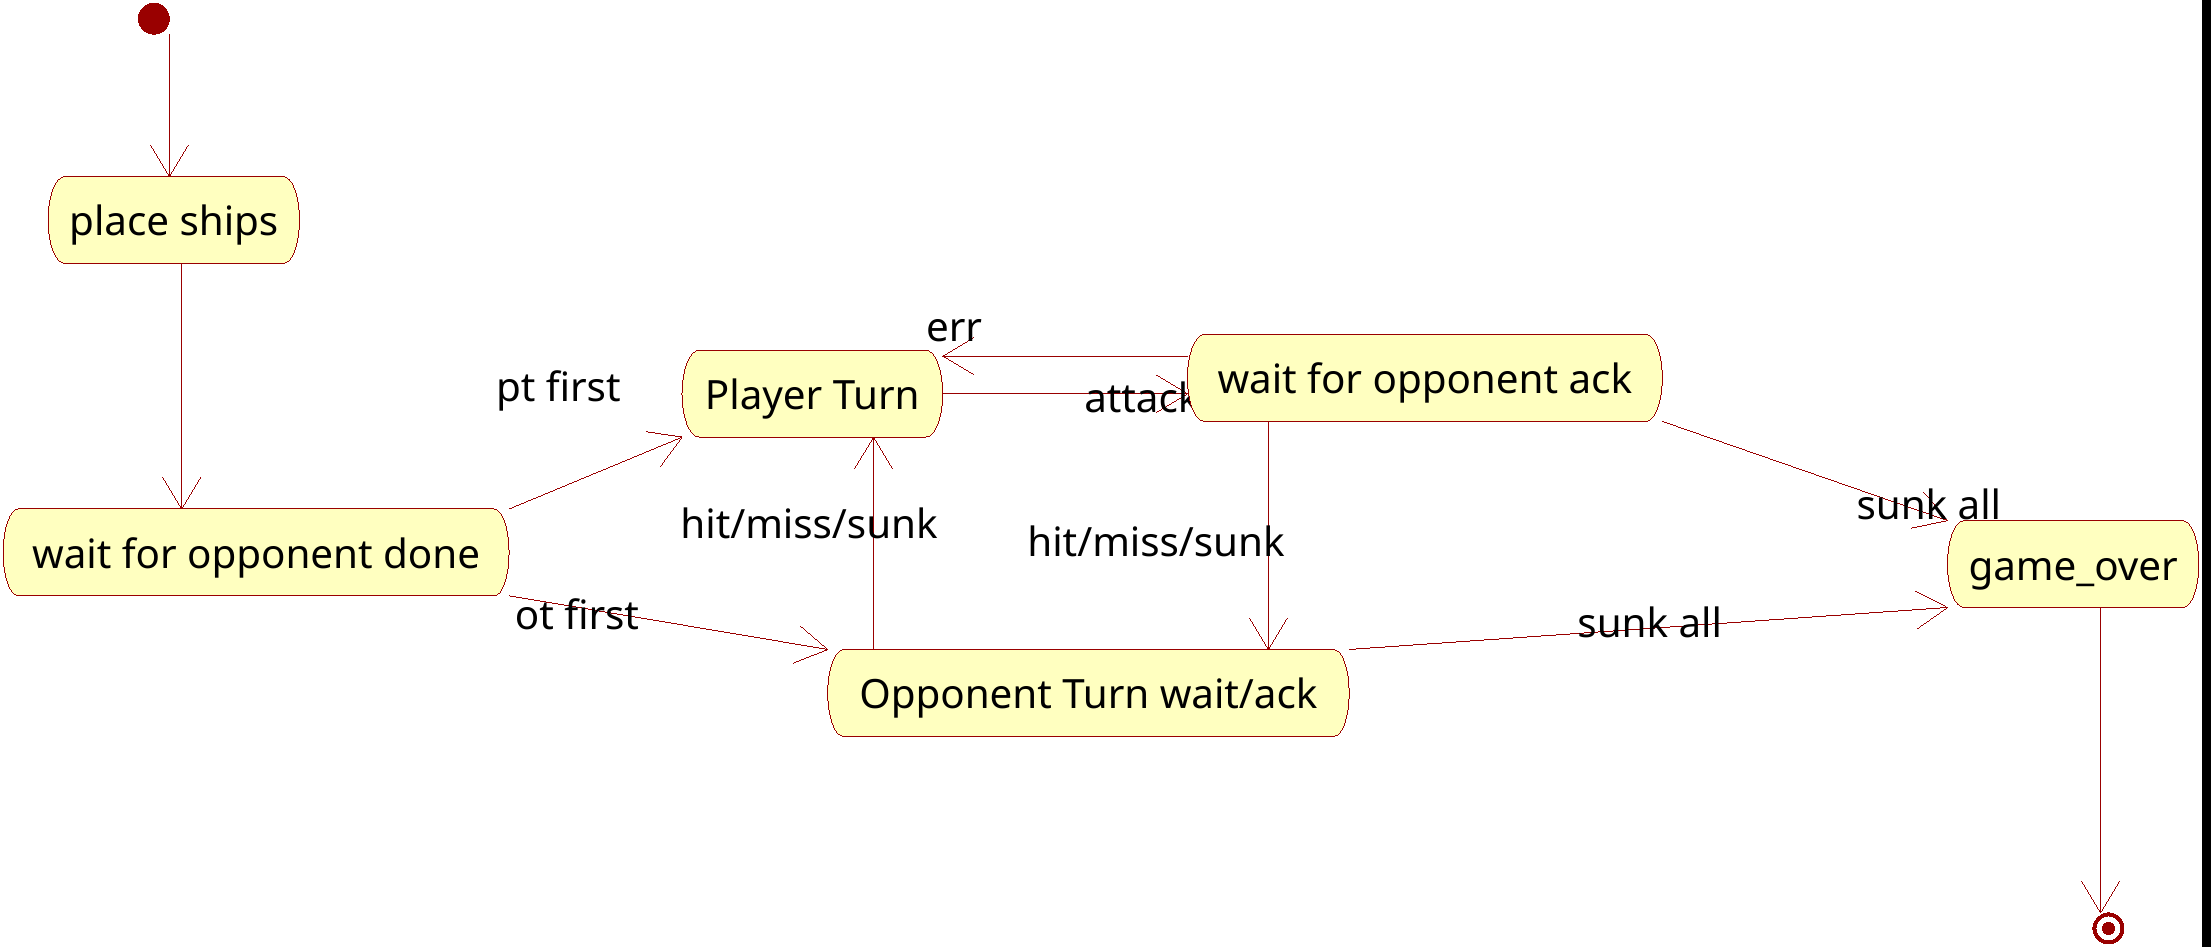 place ships
err
pt first
Player Turn
attack
wait for opponent ack
sunk all
hit/miss/sunk
hit/miss/sunk
wait for opponent done
game_over
ot first
sunk all
Opponent Turn wait/ack